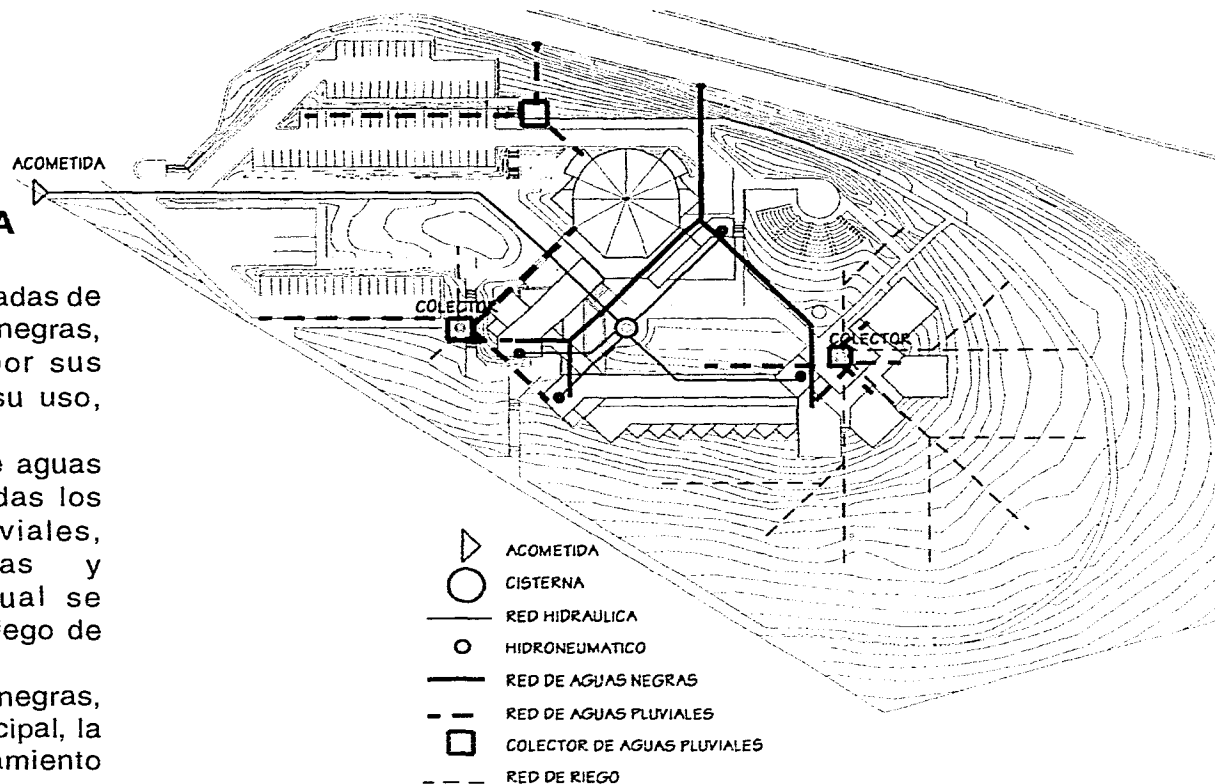 ACOMETIDA
A
adas de
negras,
or sus
su uso,
e aguas
das los
viales,
as y
ual se
ego de
negras,
cipal, la
amiento
COLECTOR
COLECTOR
ACOMETIDA
CISTERNA
RED HIDRAULICA
HIDRONEUMATICO
RED DE AGUAS NEGRAS
RED DE AGUAS PLUVIALES
COLECTOR DE AGUAS PLUVIALES
RED DE RIEGO